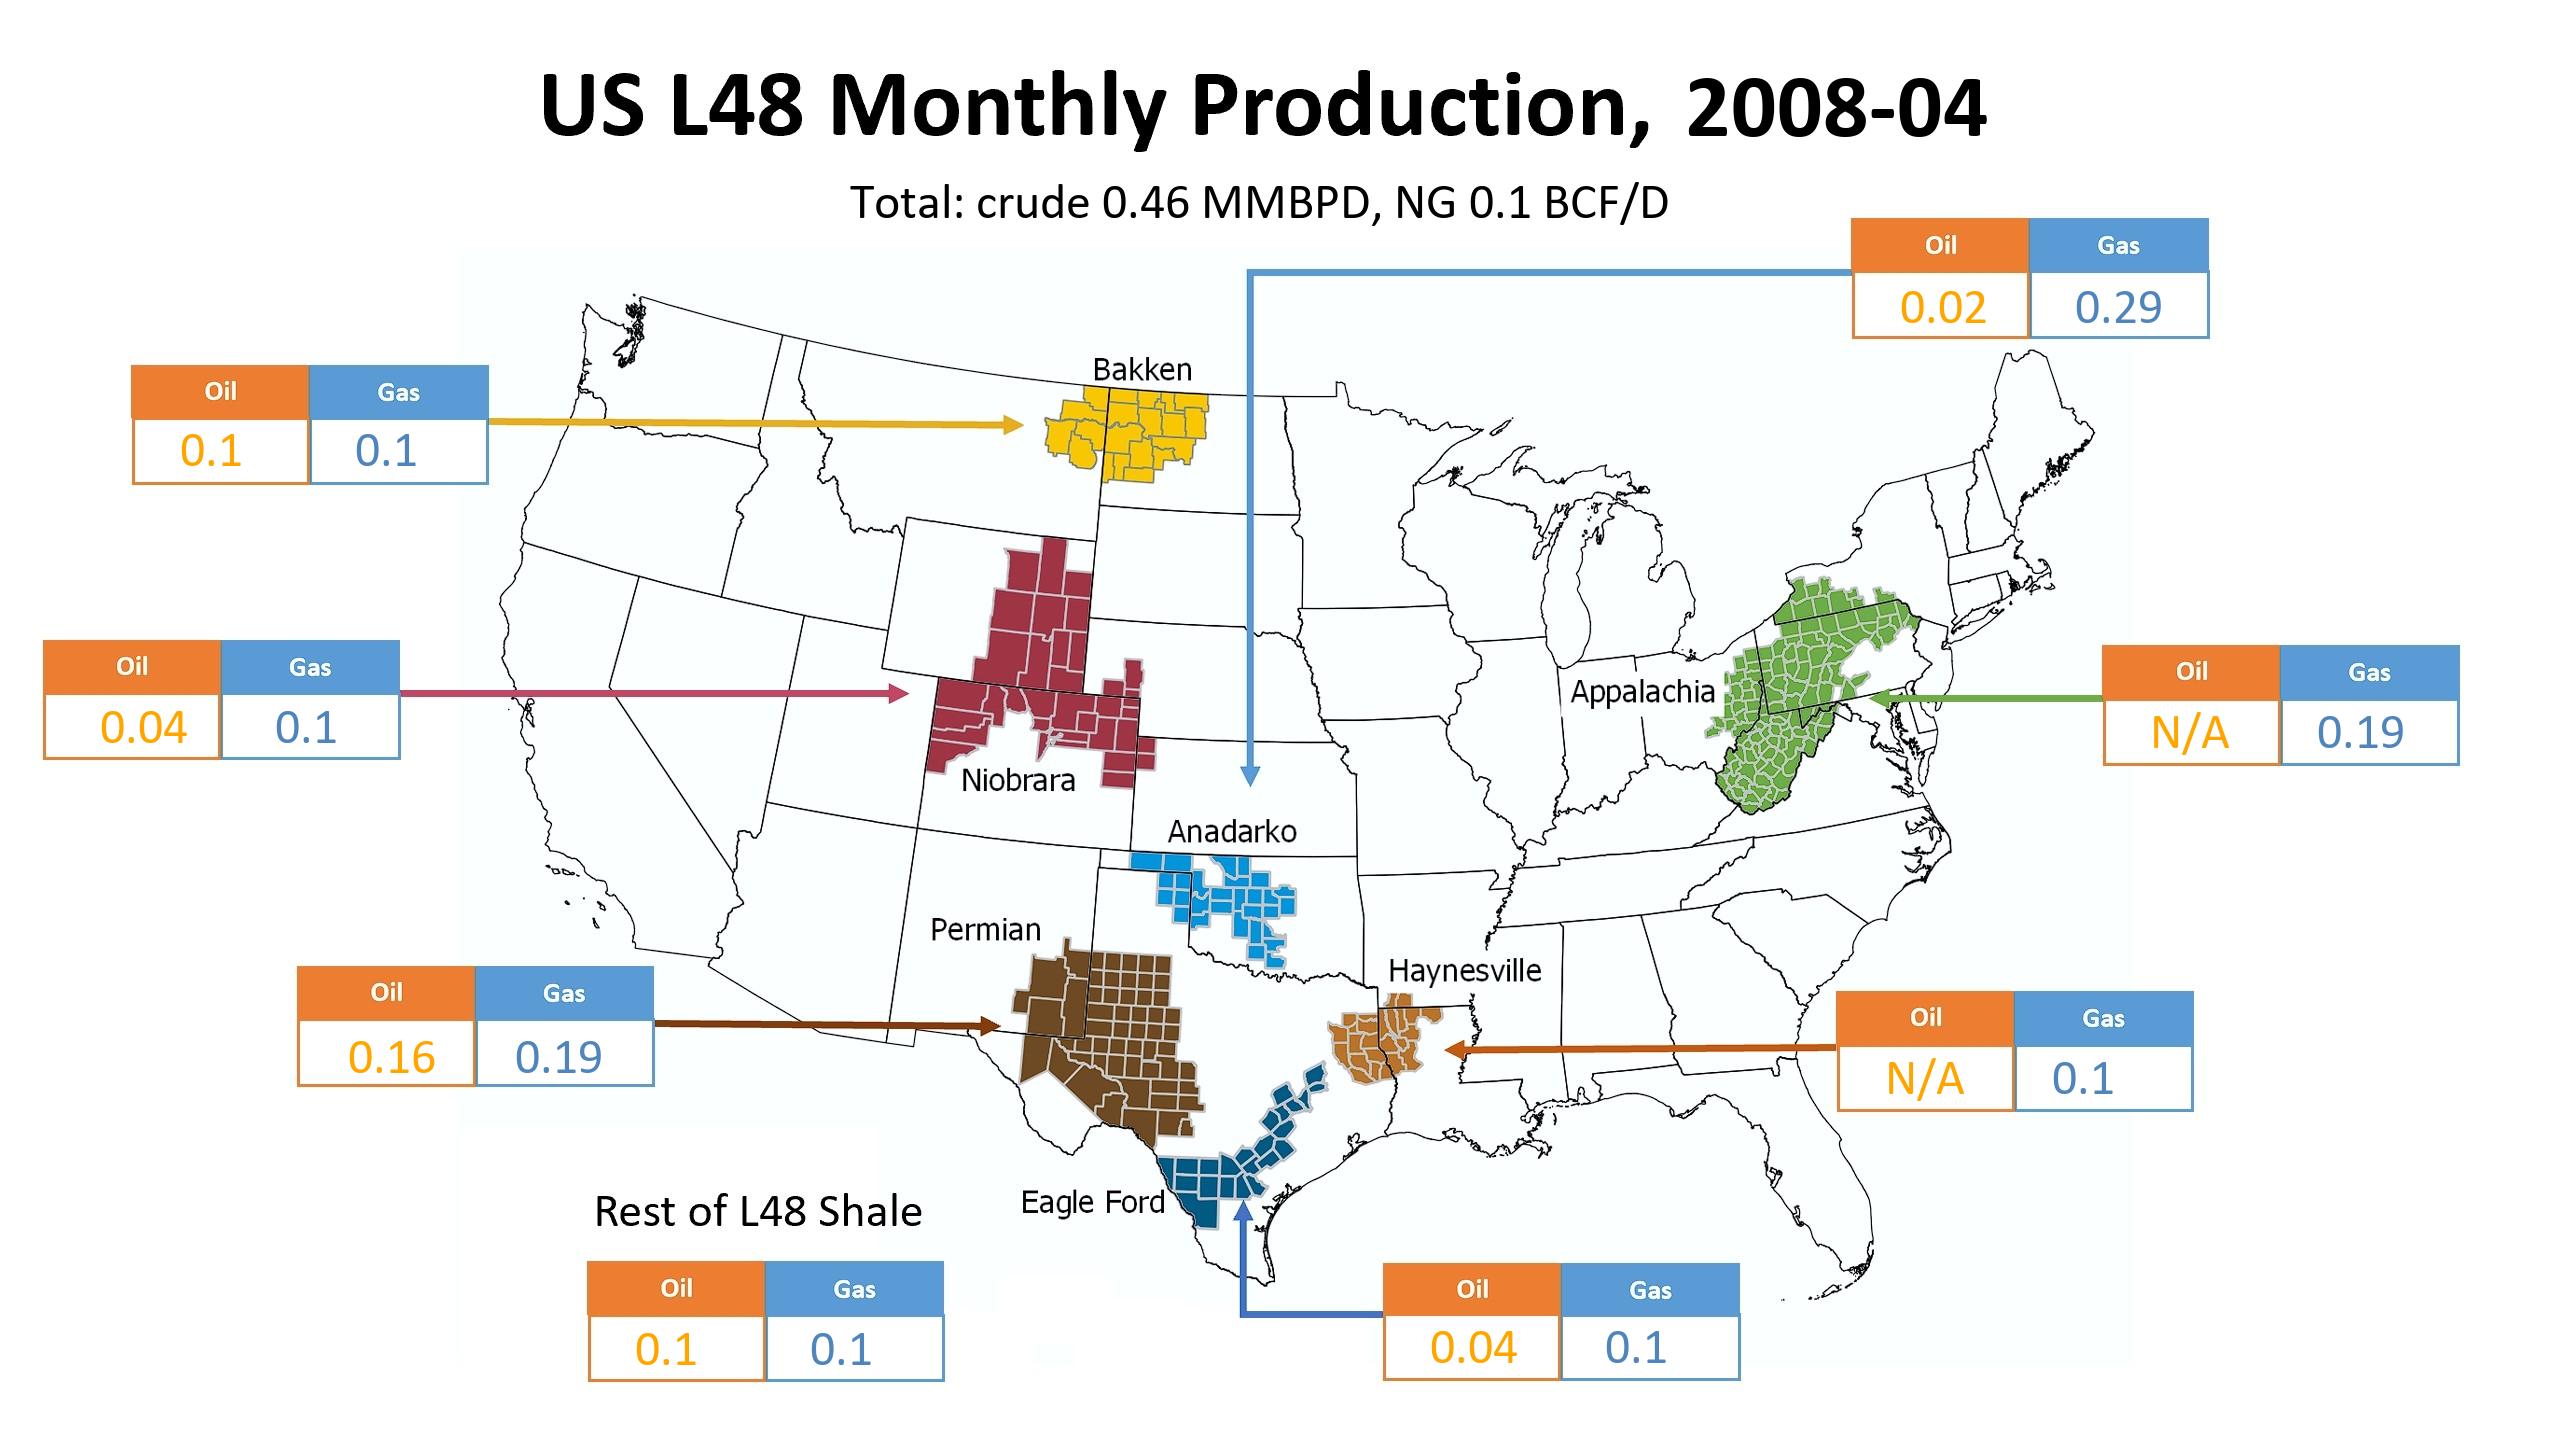 US L48 Monthly Production, 2008-04
Total: crude 0.46 MMBPD, NG 0.1 BCF/D
Oil Gas
0.02 0.29
Bakken
Oil Gas
0.1 0.1
Oil Gas
0.04 0.1
Niobrara
Appalachia
Oil Gas
N/A 0.19
Anadarko
Permian
Haynesville
Oil Gas
0.16 0.19
Oil Gas
N/A 0.1
Eagle Ford
Rest of L48 Shale
Oil Gas
0.1 0.1
Oil Gas
0.04 0.1